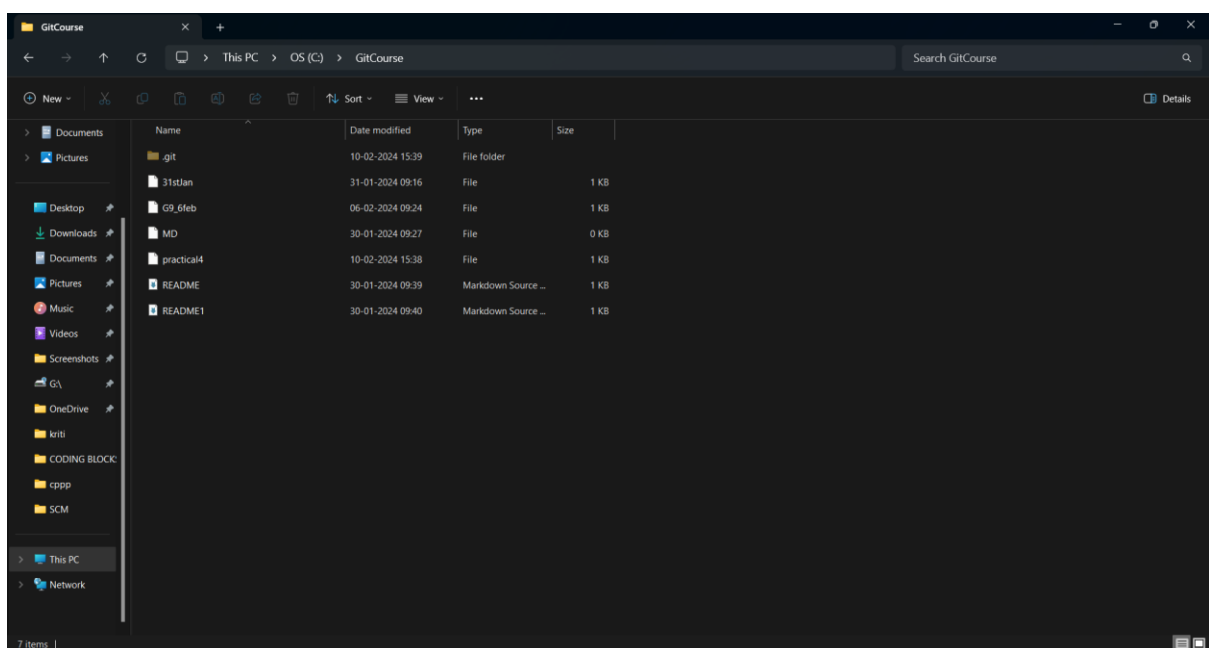 GitCourse
This PC > OS (C:) > GitCourse
Search GitCourse
New
Sort
View
Details
Documents
Pictures
Desktop
Downloads
Documents
Pictures
Music
Videos
Screenshots
G:\
OneDrive
kriti
CODING BLOCK
cppp
SCM
This PC
Network
Name Date modified Type Size
.git 10-02-2024 15:39 File folder
31stJan 31-01-2024 09:16 File 1 KB
G9_6feb 06-02-2024 09:24 File 1 KB
MD 30-01-2024 09:27 File 0 KB
practical4 10-02-2024 15:38 File 1 KB
README 30-01-2024 09:39 Markdown Source ... 1 KB
README1 30-01-2024 09:40 Markdown Source ... 1 KB
7 items